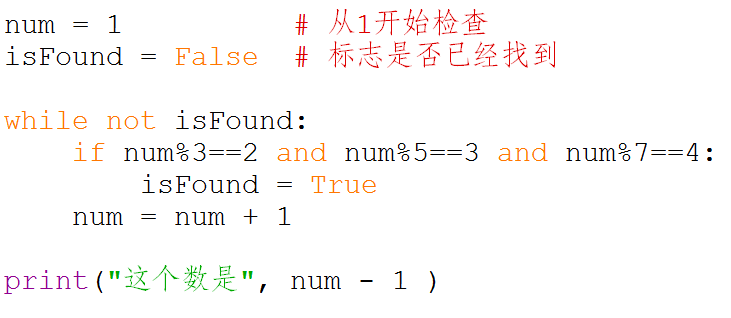 num = 1          # 从1开始检查
isFound = False  # 标志是否已经找到
while not isFound:
    if num%3==2 and num%5==3 and num%7==4:
        isFound = True
    num = num + 1
print("这个数是", num - 1 )